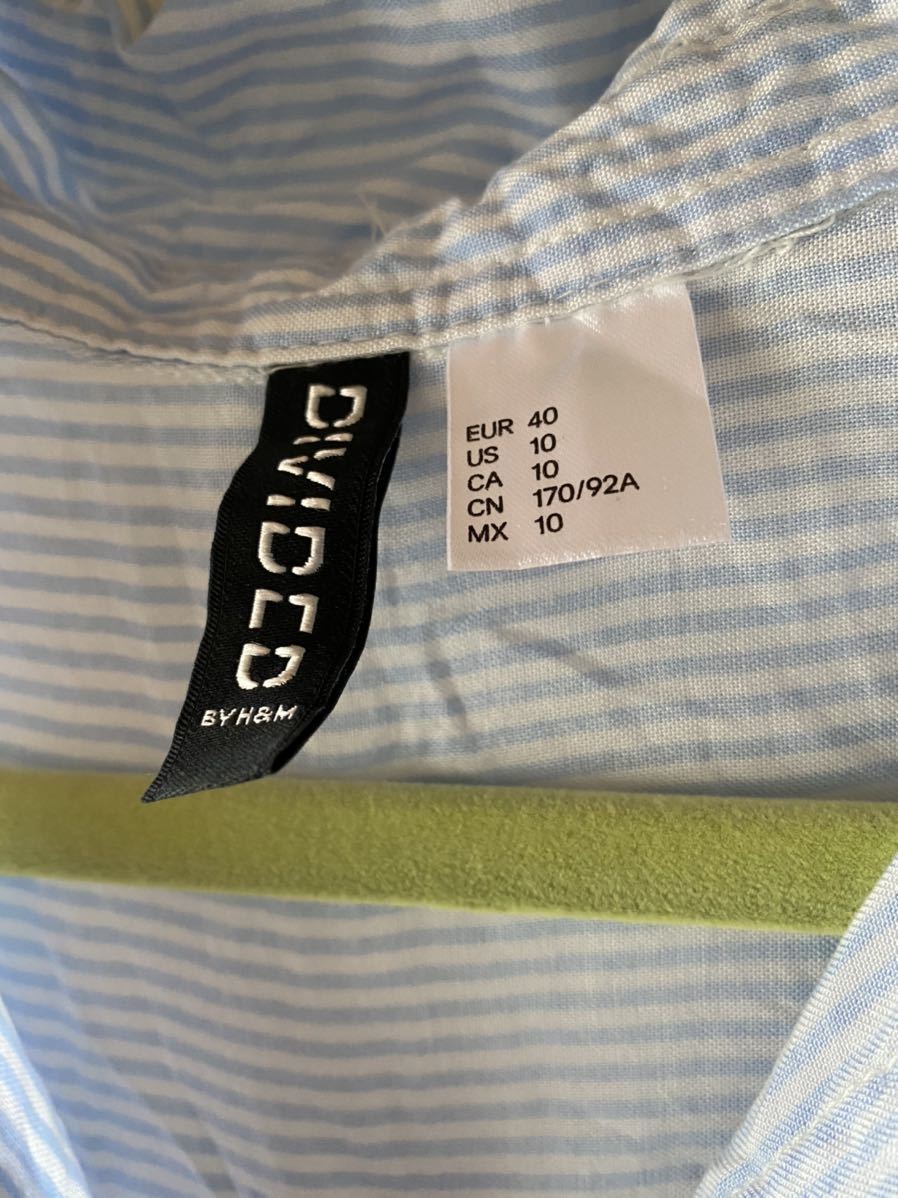 DIVIDED
BY H&M
EUR 40
US 10
CA 10
CN 170/92A
MX 10